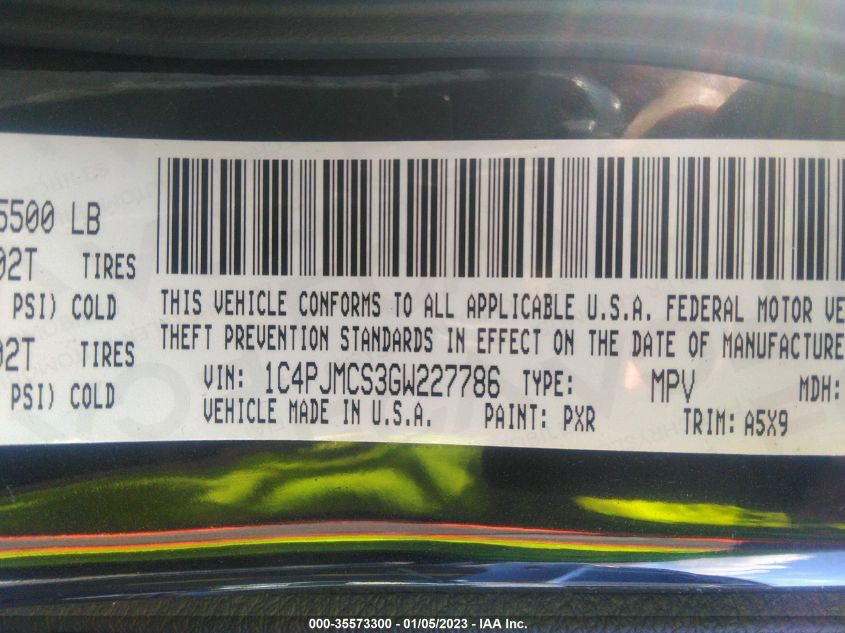 5500 LB
02T TIRES
PSI) COLD
02T TIRES
PSI) COLD
THIS VEHICLE CONFORMS TO ALL APPLICABLE U.S.A. FEDERAL MOTOR VE
THEFT PREVENTION STANDARDS IN EFFECT ON THE DATE OF MANUFACTURE
VIN: 1C4PJMCS3GW227786 TYPE: MPV MDH:
VEHICLE MADE IN U.S.A. PAINT: PXR TRIM: A5X9
000-35573300 - 01/05/2023 - IAA Inc.